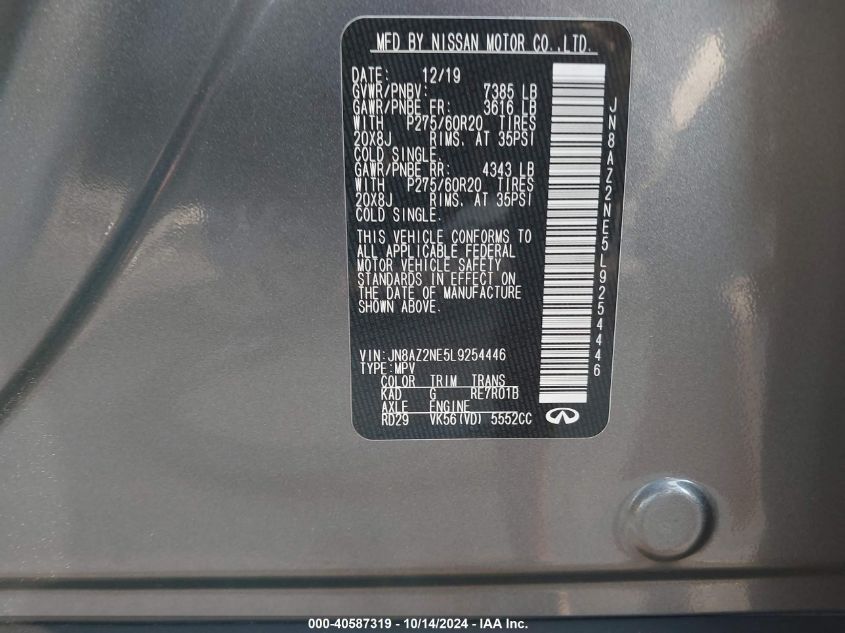 MFD BY NISSAN MOTOR CO.,LTD.
DATE: 12/19
GVWR/PNBV: 7385 LB
GAWR/PNBE FR: 3616 LB
WITH P275/60R20 TIRES
20X8J RIMS. AT 35PSI
COLD SINGLE.
GAWR/PNBE RR: 4343 LB
WITH P275/60R20 TIRES
20X8J RIMS. AT 35PSI
COLD SINGLE.
THIS VEHICLE CONFORMS TO
ALL APPLICABLE FEDERAL
MOTOR VEHICLE SAFETY
STANDARDS IN EFFECT ON
THE DATE OF MANUFACTURE
SHOWN ABOVE.
VIN:JN8AZ2NE5L9254446
TYPE:MPV
COLOR TRIM TRANS
KAD G RE7R01B
AXLE ENGINE
RD29 VK56(VD) 5552CC
JN8AZ2NE5L9254446
000-40587319 - 10/14/2024 - IAA Inc.